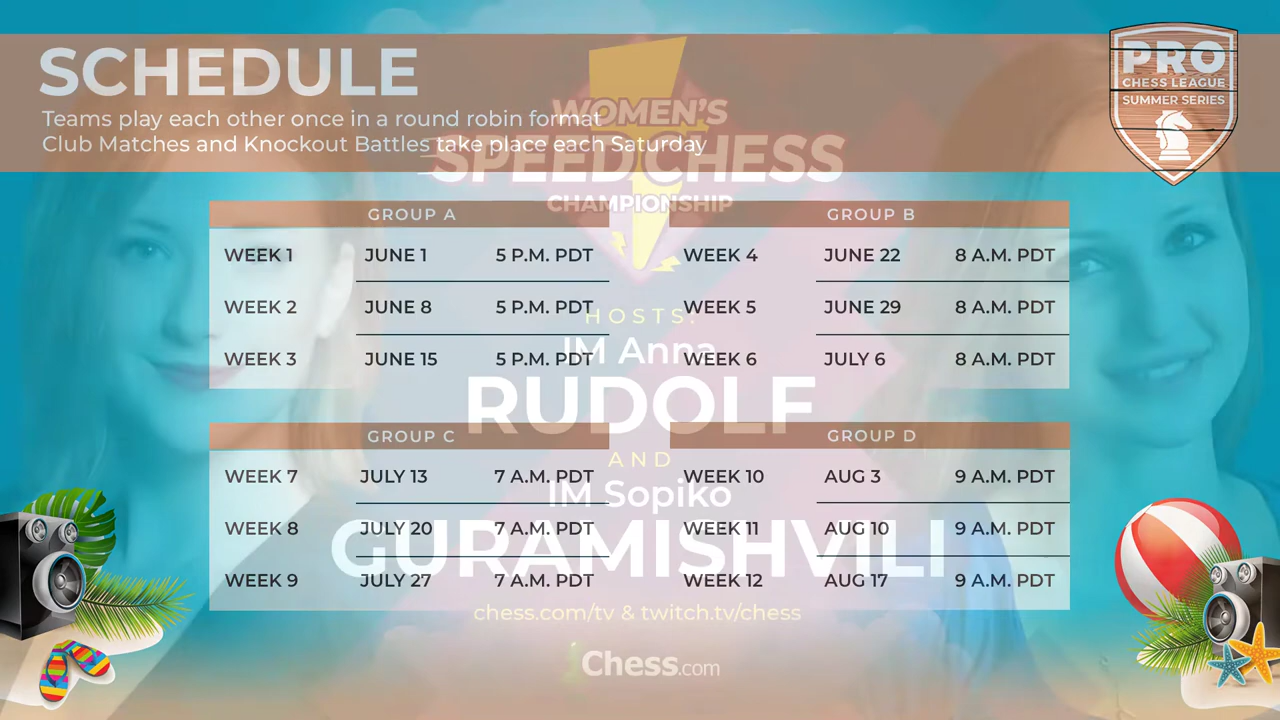 SCHEDULE
Teams play each other once in a round robin format
Club Matches and Knockout Battles take place each Saturday
PRO
CHESS LEAGUE
SUMMER SERIES
WOMEN'S
SPEED CHESS
CHAMPIONSHIP
GROUP A
WEEK 1 JUNE 1 5 P.M. PDT
WEEK 2 JUNE 8 5 P.M. PDT
WEEK 3 JUNE 15 5 P.M. PDT
GROUP B
WEEK 4 JUNE 22 8 A.M. PDT
WEEK 5 JUNE 29 8 A.M. PDT
WEEK 6 JULY 6 8 A.M. PDT
HOSTS:
IM Anna
RUDOLF
AND
IM Sopiko
GURAMISHVILI
GROUP C
WEEK 7 JULY 13 7 A.M. PDT
WEEK 8 JULY 20 7 A.M. PDT
WEEK 9 JULY 27 7 A.M. PDT
GROUP D
WEEK 10 AUG 3 9 A.M. PDT
WEEK 11 AUG 10 9 A.M. PDT
WEEK 12 AUG 17 9 A.M. PDT
chess.com/tv & twitch.tv/chess
Chess.com